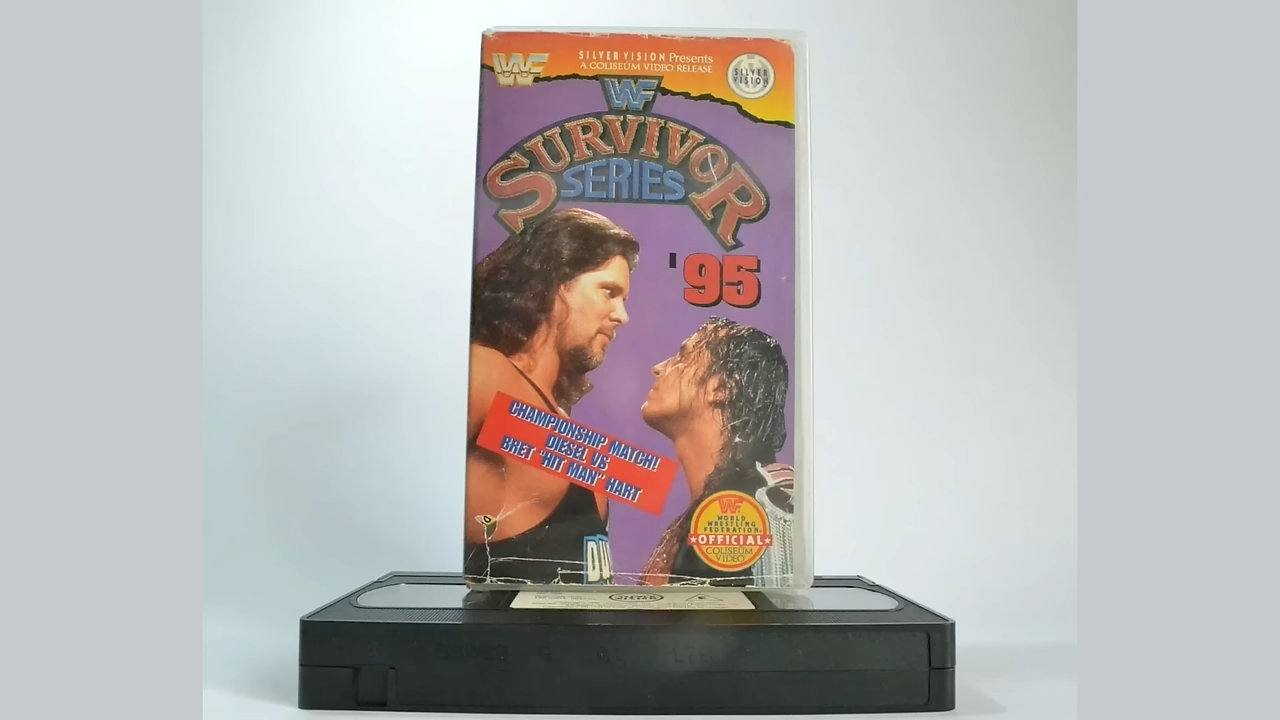 WF
SILVER VISION Presents
A COLISEUM VIDEO RELEASE
SILVER
VISION
WF
SURVIVOR
SERIES
'95
CHAMPIONSHIP MATCH!
DIESEL VS
BRET "HIT MAN" HART
WF
WORLD
WRESTLING
FEDERATION
OFFICIAL
COLISEUM
VIDEO